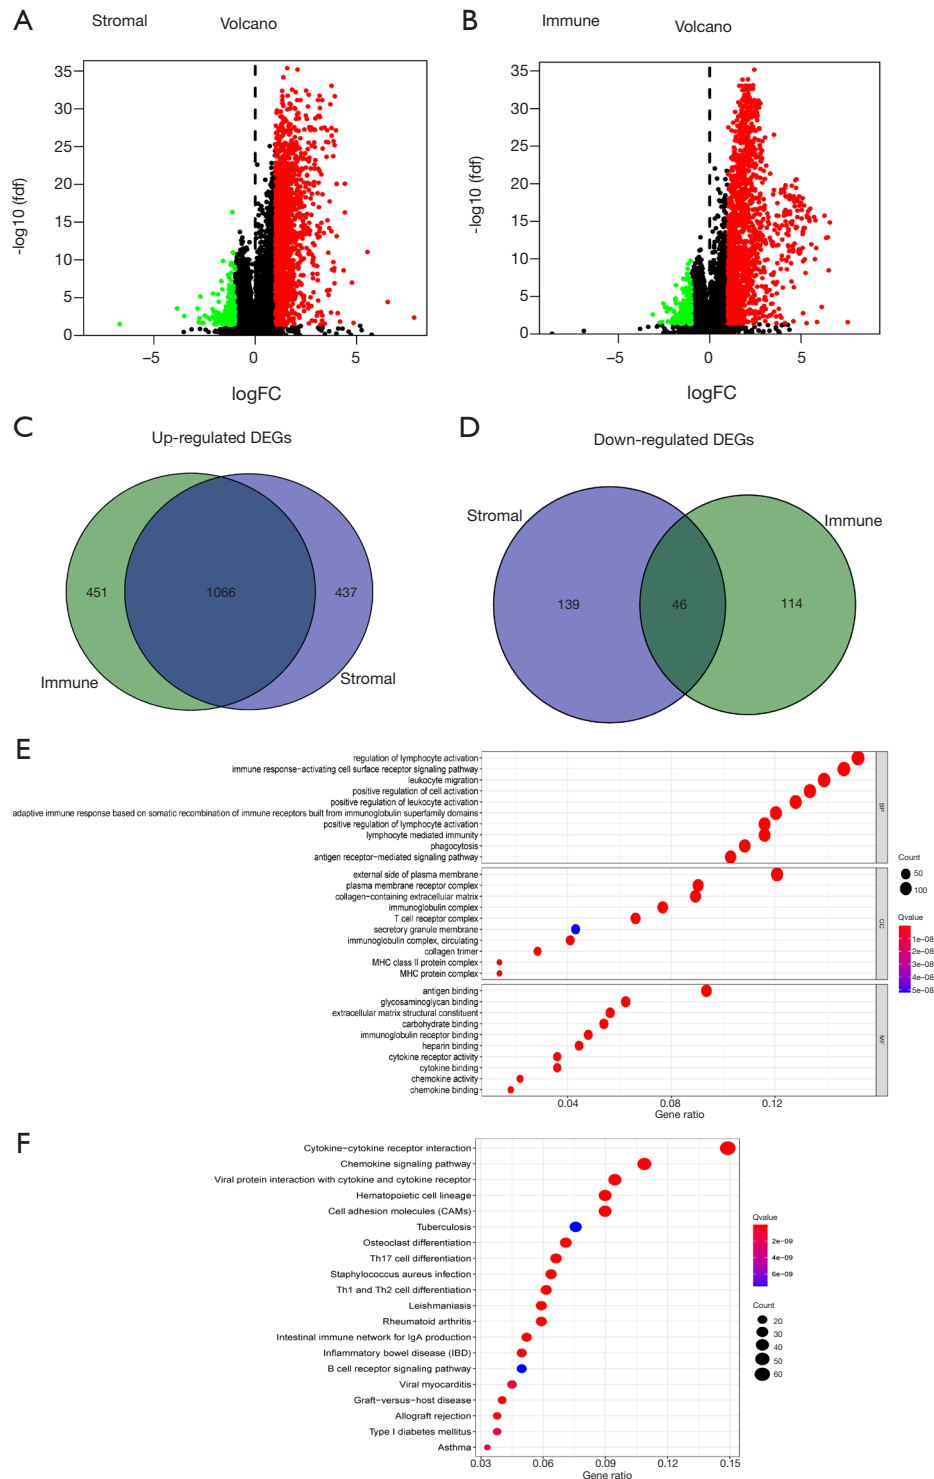 A
Stromal
Volcano
35
30
25
20
15
10
5
0
-log10 (fdf)
−5
0
5
logFC
B
Immune
Volcano
35
30
25
20
15
10
5
0
-log10 (fdf)
−5
0
5
logFC
C
Up-regulated DEGs
451
1066
437
Immune
Stromal
D
Down-regulated DEGs
Stromal
Immune
139
46
114
E
regulation of lymphocyte activation
immune response−activating cell surface receptor signaling pathway
leukocyte migration
positive regulation of cell activation
positive regulation of leukocyte activation
adaptive immune response based on somatic recombination of immune receptors built from immunoglobulin superfamily domains
positive regulation of lymphocyte activation
lymphocyte mediated immunity
phagocytosis
antigen receptor−mediated signaling pathway
BP
external side of plasma membrane
plasma membrane receptor complex
collagen−containing extracellular matrix
immunoglobulin complex
T cell receptor complex
secretory granule membrane
immunoglobulin complex, circulating
collagen trimer
MHC class II protein complex
MHC protein complex
CC
antigen binding
glycosaminoglycan binding
extracellular matrix structural constituent
carbohydrate binding
immunoglobulin receptor binding
heparin binding
cytokine receptor activity
cytokine binding
chemokine activity
chemokine binding
MF
0.04
0.08
0.12
Gene ratio
Count
50
100
Qvalue
1e−08
2e−08
3e−08
4e−08
5e−08
F
Cytokine−cytokine receptor interaction
Chemokine signaling pathway
Viral protein interaction with cytokine and cytokine receptor
Hematopoietic cell lineage
Cell adhesion molecules (CAMs)
Tuberculosis
Osteoclast differentiation
Th17 cell differentiation
Staphylococcus aureus infection
Th1 and Th2 cell differentiation
Leishmaniasis
Rheumatoid arthritis
Intestinal immune network for IgA production
Inflammatory bowel disease (IBD)
B cell receptor signaling pathway
Viral myocarditis
Graft−versus−host disease
Allograft rejection
Type I diabetes mellitus
Asthma
0.03
0.06
0.09
0.12
0.15
Gene ratio
Qvalue
2e−09
4e−09
6e−09
Count
20
30
40
50
60